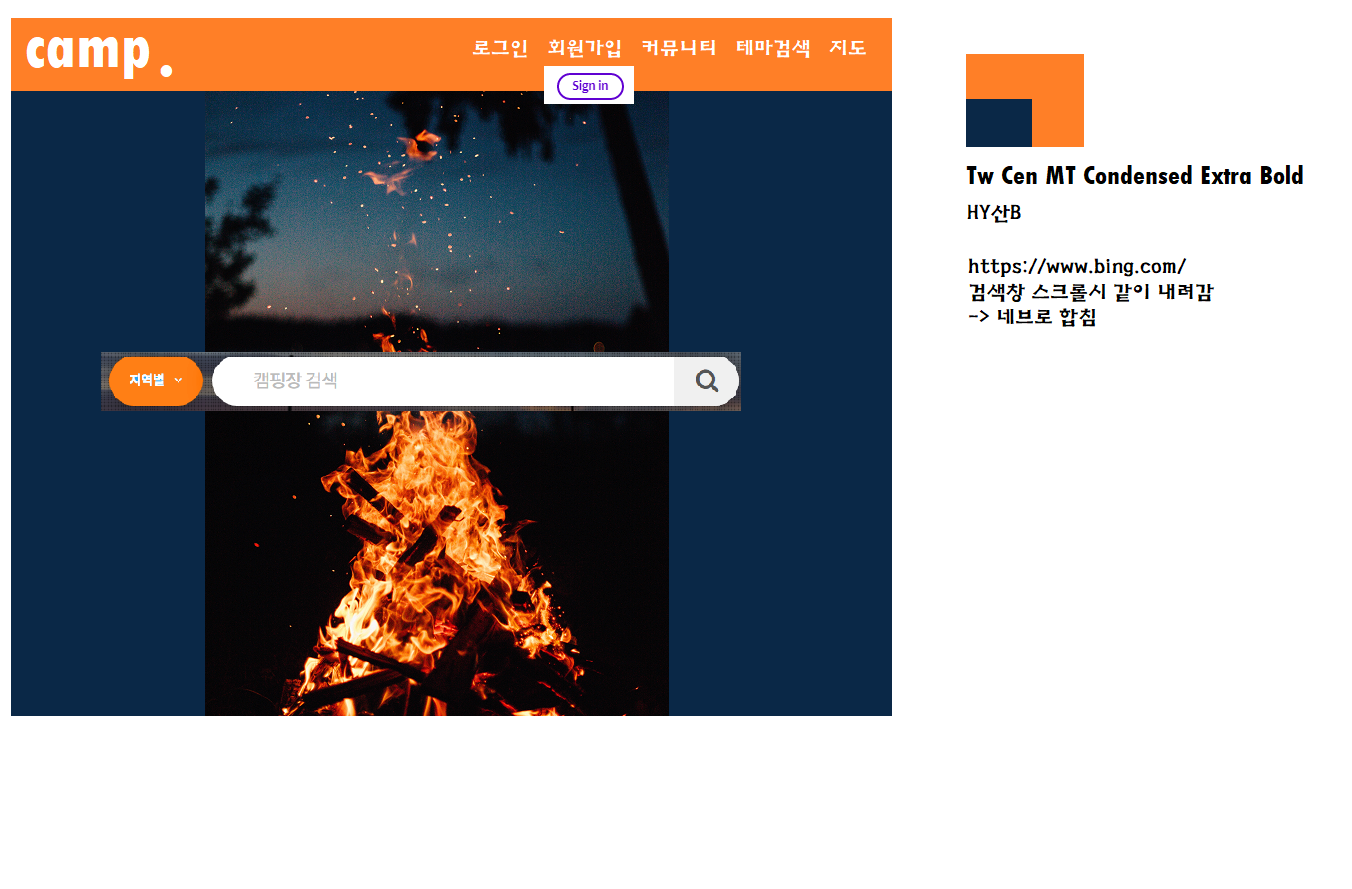 camp.
로그인 회원가입 커뮤니티 테마검색 지도
Sign in
지역별
캠핑장 검색
Tw Cen MT Condensed Extra Bold
HY산B
https://www.bing.com/
검색창 스크롤시 같이 내려감
-> 네브로 합침